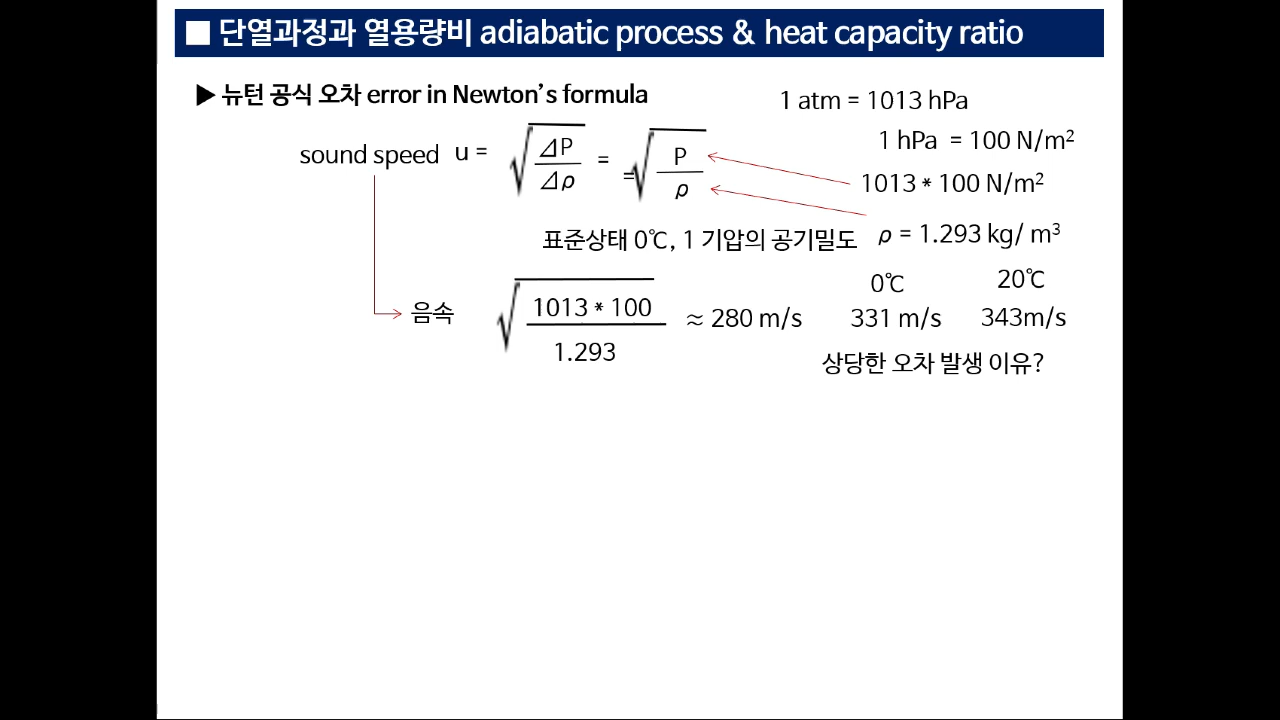 ■ 단열과정과 열용량비 adiabatic process & heat capacity ratio
▶ 뉴턴 공식 오차 error in Newton's formula
1 atm = 1013 hPa
1 hPa = 100 N/m²
sound speed u = √(ΔP/Δρ) = =√(P/ρ)
1013 * 100 N/m²
표준상태 0℃, 1 기압의 공기밀도 ρ = 1.293 kg/ m³
0℃ 20℃
음속 √(1013 * 100/1.293) ≈ 280 m/s 331 m/s 343m/s
상당한 오차 발생 이유?